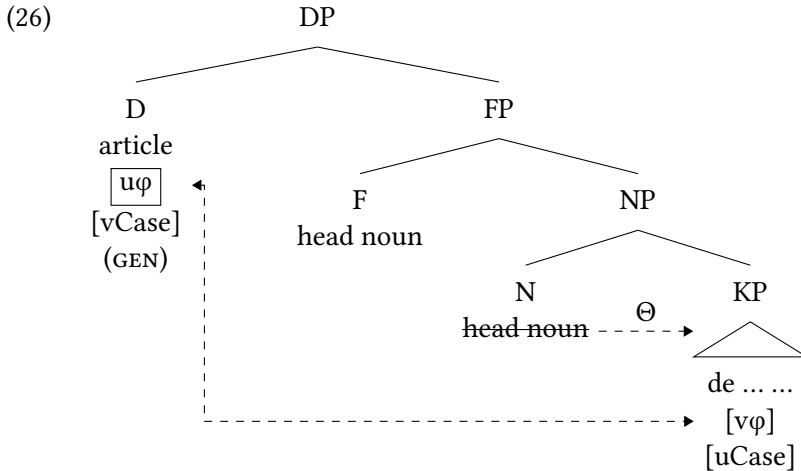 (26) DP
D FP
article
uφ
[vCase]
(GEN)
F NP
head noun
N KP
head noun Θ
de ... ...
[vφ]
[uCase]